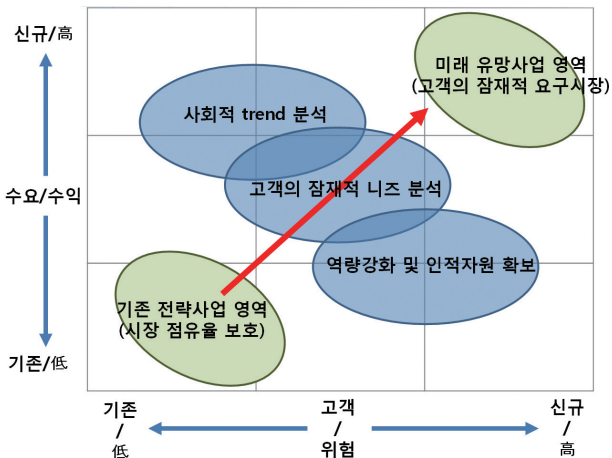 신규/高
수요/수익
기존/低
미래 유망사업 영역
(고객의 잠재적 요구시장)
사회적 trend 분석
고객의 잠재적 니즈 분석
역량강화 및 인적자원 확보
기존 전략사업 영역
(시장 점유율 보호)
기존
/
低
고객
/
위험
신규
/
高